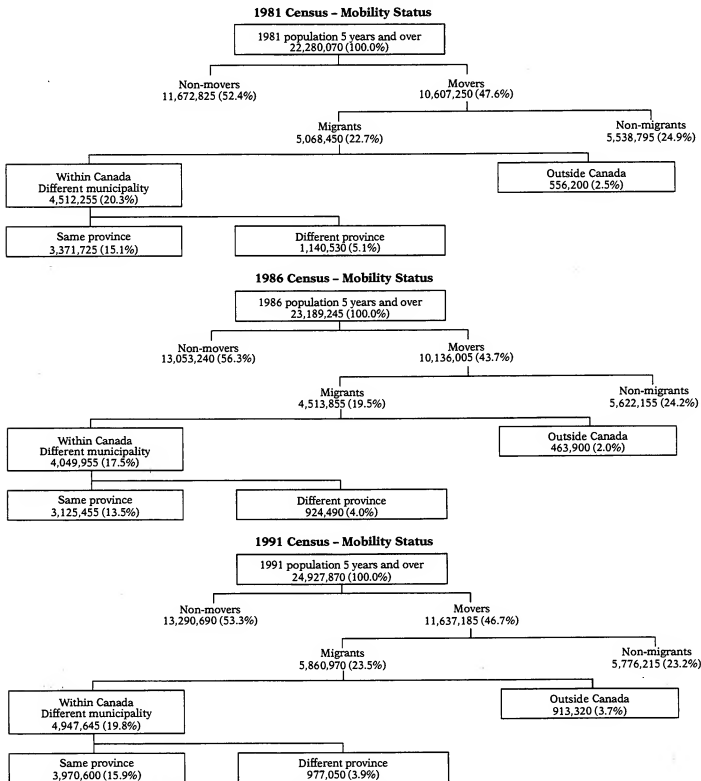 1981 Census – Mobility Status
1981 population 5 years and over
22,280,070 (100.0%)
Non-movers
11,672,825 (52.4%)
Movers
10,607,250 (47.6%)
Migrants
5,068,450 (22.7%)
Non-migrants
5,538,795 (24.9%)
Within Canada
Different municipality
4,512,255 (20.3%)
Outside Canada
556,200 (2.5%)
Same province
3,371,725 (15.1%)
Different province
1,140,530 (5.1%)
1986 Census – Mobility Status
1986 population 5 years and over
23,189,245 (100.0%)
Non-movers
13,053,240 (56.3%)
Movers
10,136,005 (43.7%)
Migrants
4,513,855 (19.5%)
Non-migrants
5,622,155 (24.2%)
Within Canada
Different municipality
4,049,955 (17.5%)
Outside Canada
463,900 (2.0%)
Same province
3,125,455 (13.5%)
Different province
924,490 (4.0%)
1991 Census – Mobility Status
1991 population 5 years and over
24,927,870 (100.0%)
Non-movers
13,290,690 (53.3%)
Movers
11,637,185 (46.7%)
Migrants
5,860,970 (23.5%)
Non-migrants
5,776,215 (23.2%)
Within Canada
Different municipality
4,947,645 (19.8%)
Outside Canada
913,320 (3.7%)
Same province
3,970,600 (15.9%)
Different province
977,050 (3.9%)